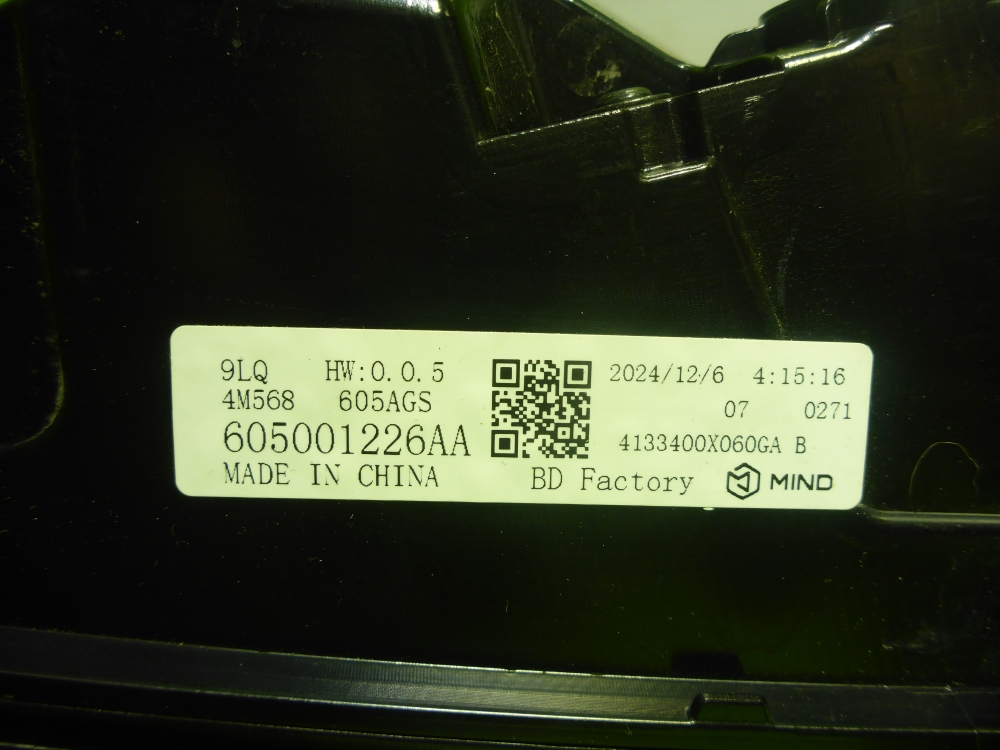 9LQ HW:0.0.5
4M568 605AGS
605001226AA
MADE IN CHINA
2024/12/6 4:15:16
07 0271
4133400X060GA B
BD Factory MIND